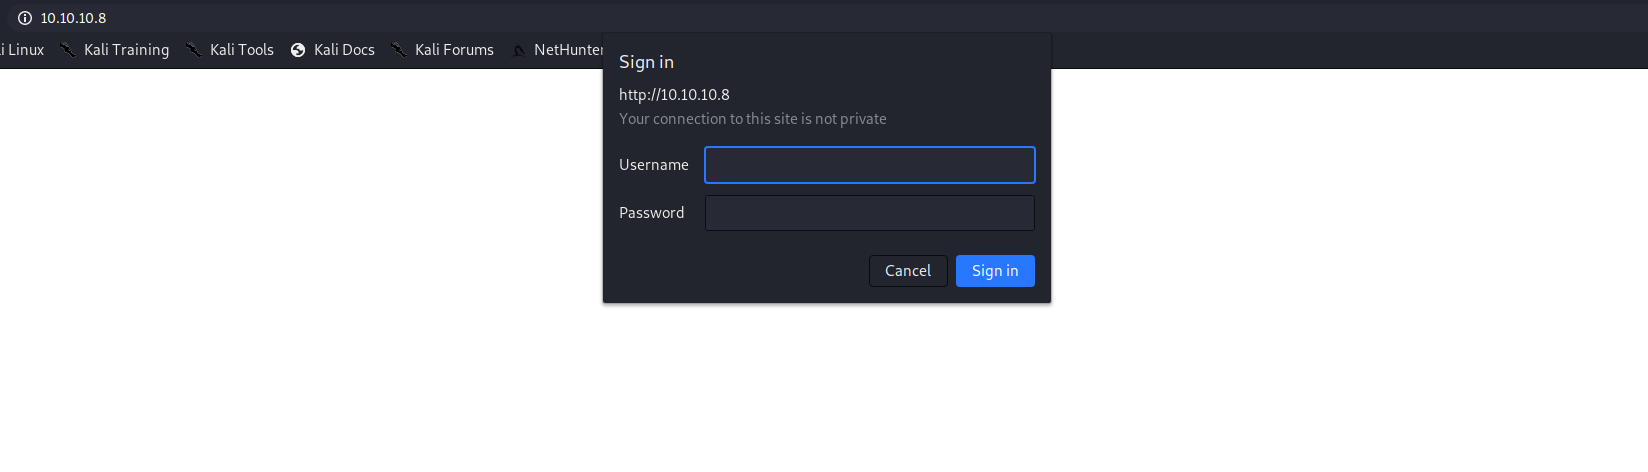 10.10.10.8
i Linux Kali Training Kali Tools Kali Docs Kali Forums NetHunter
Sign in
http://10.10.10.8
Your connection to this site is not private
Username
Password
Cancel Sign in